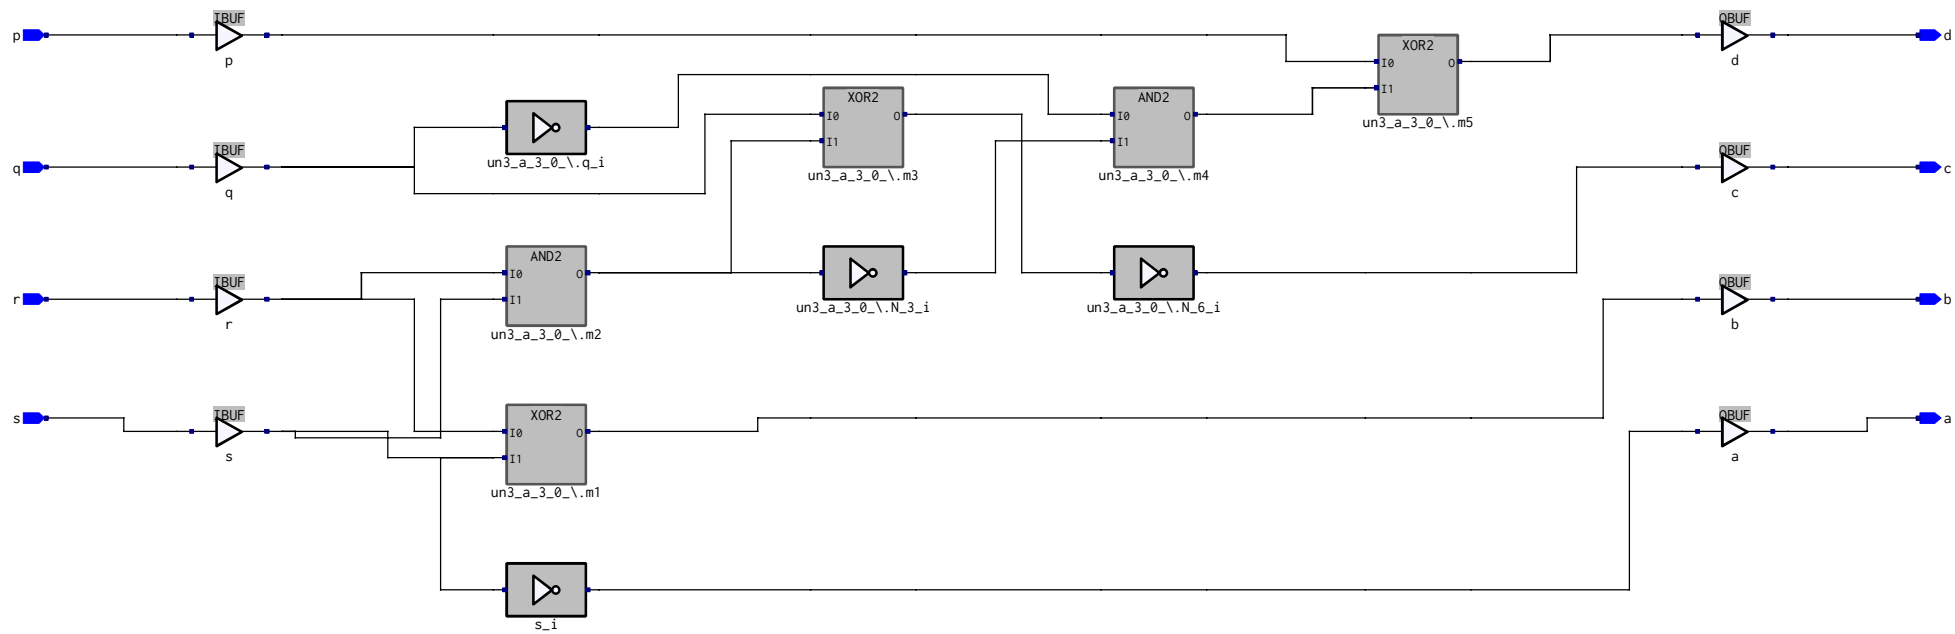 IBUF
OBUF
p
d
p
d
XOR2
I0
O
I1
un3_a_3_0_\.m5
XOR2
I0
O
I1
un3_a_3_0_\.m3
AND2
I0
O
I1
un3_a_3_0_\.m4
un3_a_3_0_\.q_i
IBUF
OBUF
q
c
q
c
AND2
I0
O
I1
un3_a_3_0_\.m2
un3_a_3_0_\.N_3_i
un3_a_3_0_\.N_6_i
IBUF
OBUF
r
b
r
b
IBUF
OBUF
s
a
s
a
XOR2
I0
O
I1
un3_a_3_0_\.m1
s_i